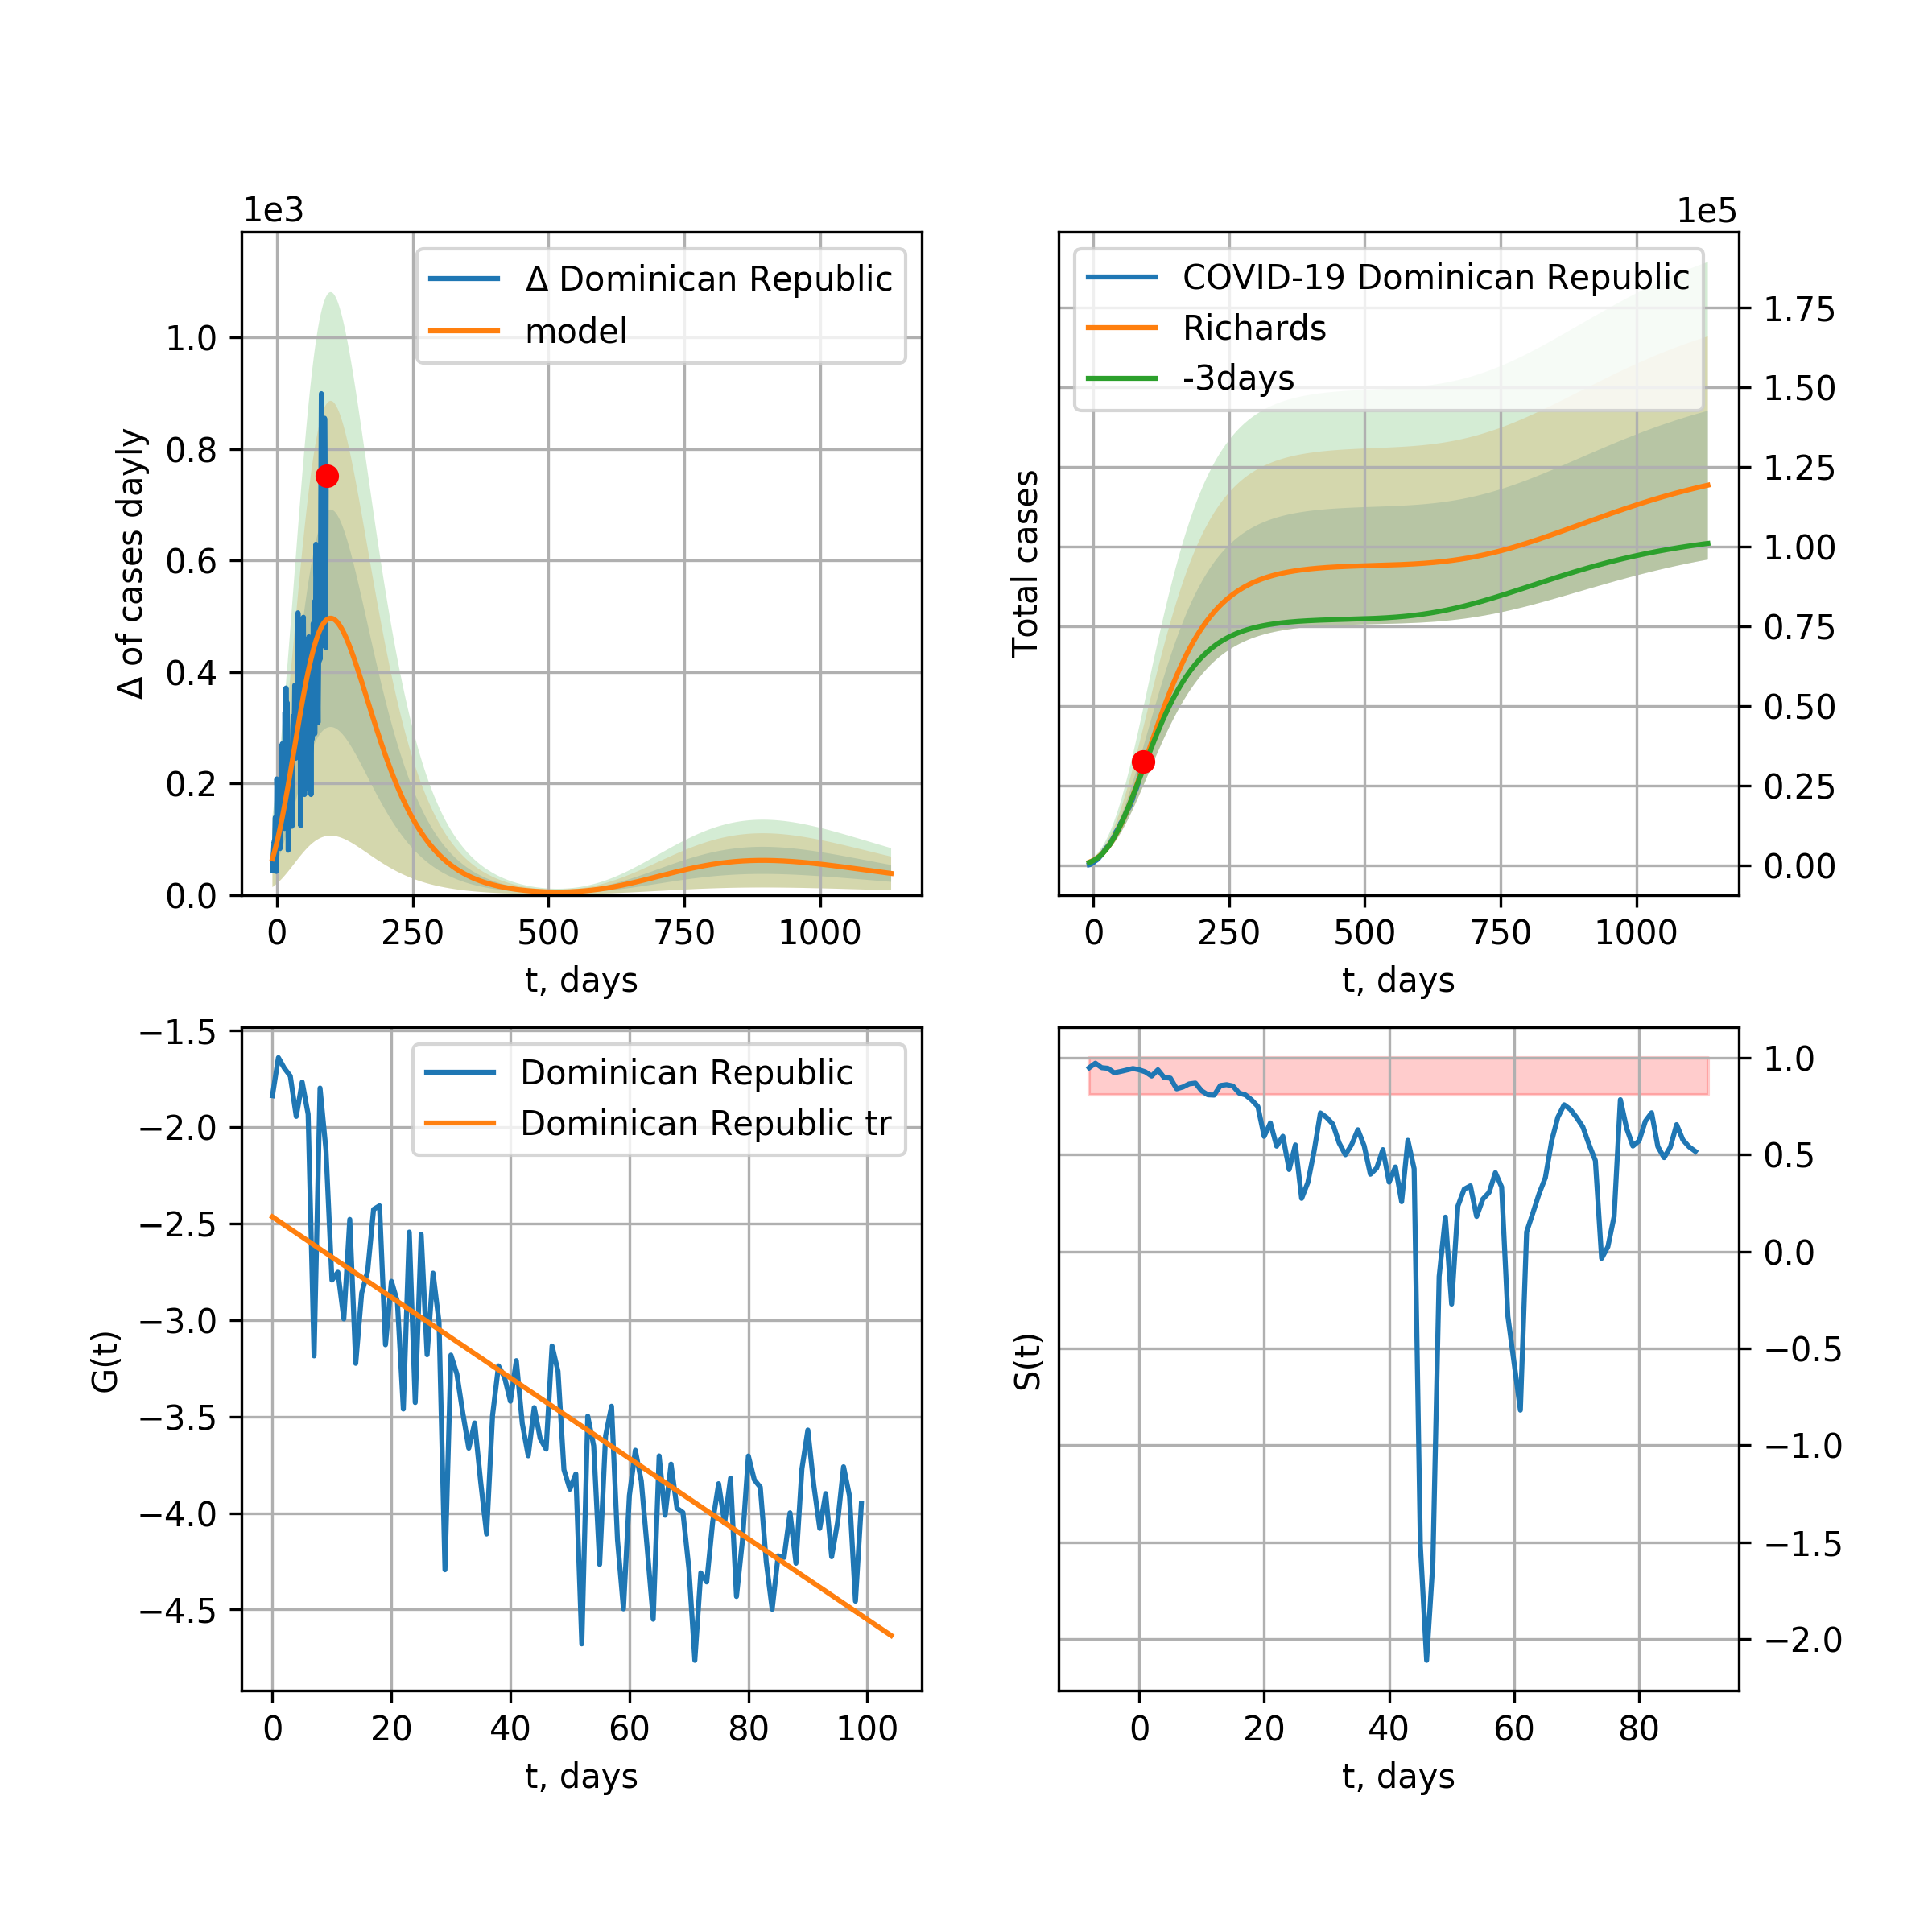 1e3
Δ Dominican Republic
model
Δ of cases dayly
1.0
0.8
0.6
0.4
0.2
0.0
0 250 500 750 1000
t, days
1e5
COVID-19 Dominican Republic
Richards
-3days
Total cases
1.75
1.50
1.25
1.00
0.75
0.50
0.25
0.00
0 250 500 750 1000
t, days
Dominican Republic
Dominican Republic tr
G(t)
−1.5
−2.0
−2.5
−3.0
−3.5
−4.0
−4.5
0 20 40 60 80 100
t, days
S(t)
1.0
0.5
0.0
−0.5
−1.0
−1.5
−2.0
0 20 40 60 80
t, days